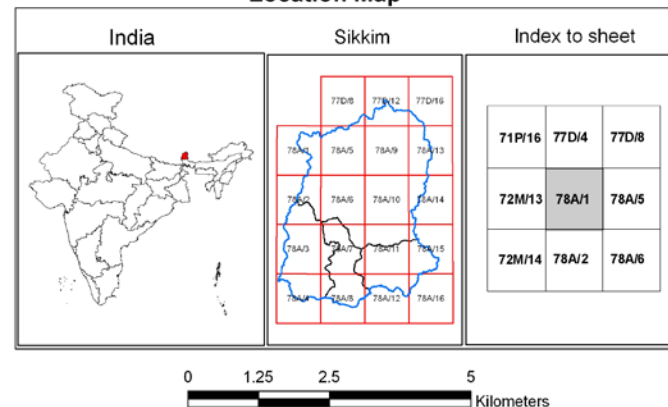 Location Map
India
Sikkim
Index to sheet
77D/8 77D/12 77D/16
78A/1 78A/5 78A/9 78A/13
78A/2 78A/6 78A/10 78A/14
78A/3 78A/7 78A/11 78A/15
78A/4 78A/8 78A/12 78A/16
71P/16 77D/4 77D/8
72M/13 78A/1 78A/5
72M/14 78A/2 78A/6
0 1.25 2.5 5
Kilometers